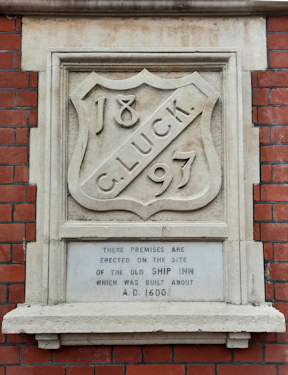 18
G. LUCK.
97
THESE PREMISES ARE
ERECTED ON THE SITE
OF THE OLD SHIP INN
WHICH WAS BUILT ABOUT
A.D. 1600.